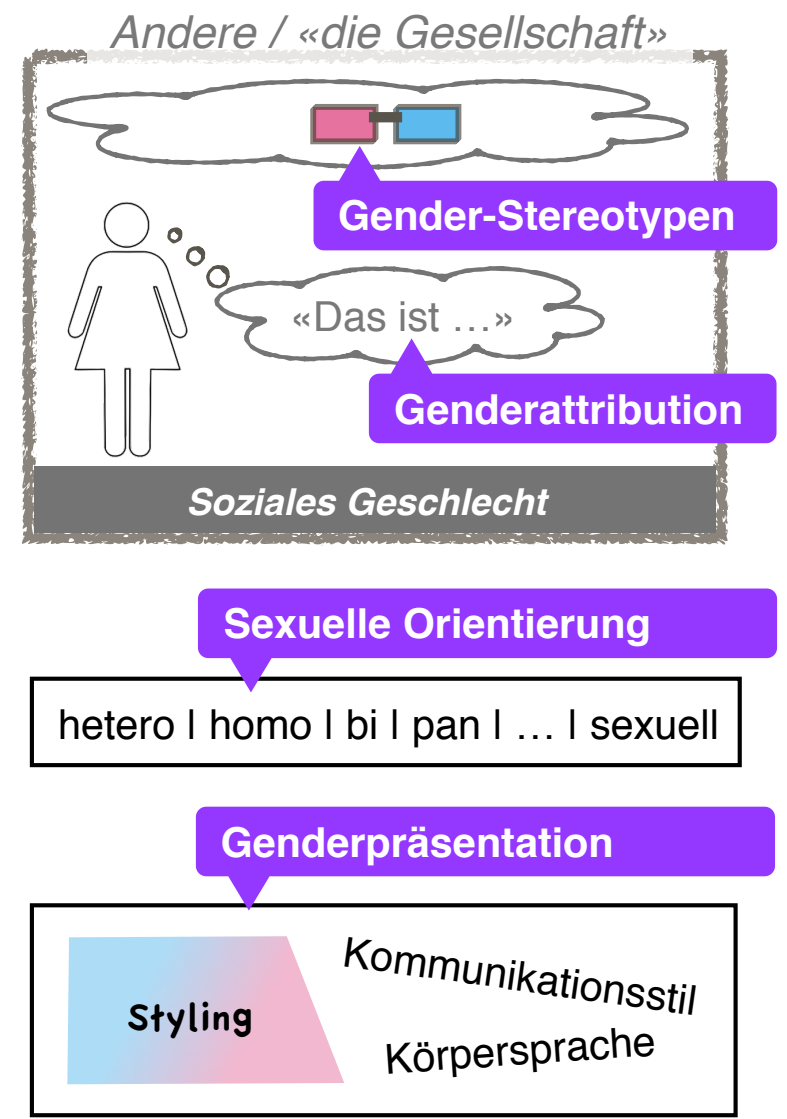 Andere / «die Gesellschaft»
Gender-Stereotypen
«Das ist …»
Genderattribution
Soziales Geschlecht
Sexuelle Orientierung
hetero I homo I bi I pan I … I sexuell
Genderpräsentation
Kommunikationsstil
Styling
Körpersprache